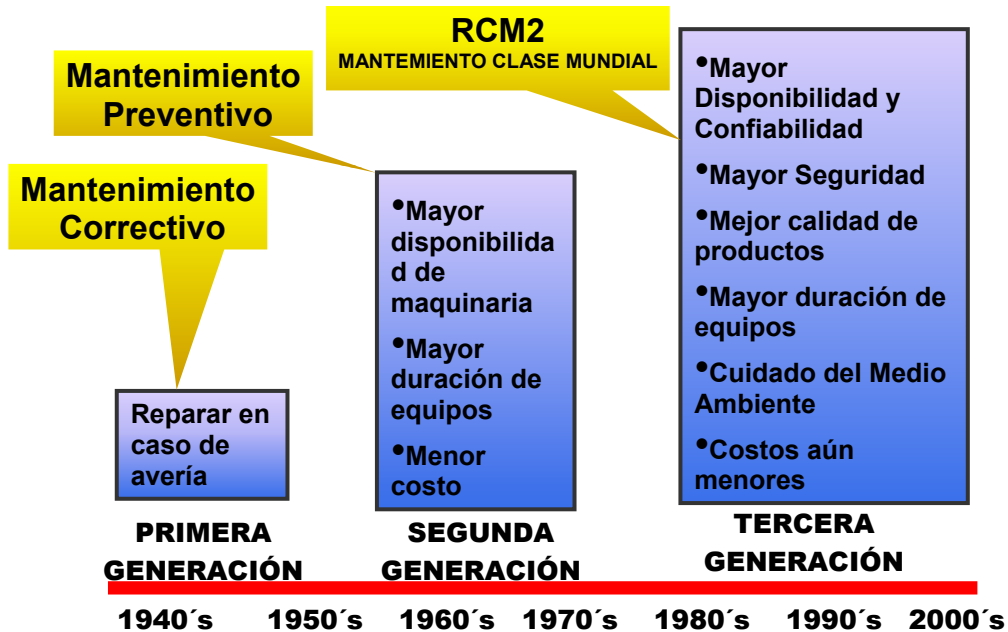 Mantenimiento
Preventivo
RCM2
MANTEMIENTO CLASE MUNDIAL
Mantenimiento
Correctivo
Reparar en
caso de
avería
•Mayor
disponibilida
d de
maquinaria
•Mayor
duración de
equipos
•Menor
costo
•Mayor
Disponibilidad y
Confiabilidad
•Mayor Seguridad
•Mejor calidad de
productos
•Mayor duración de
equipos
•Cuidado del Medio
Ambiente
•Costos aún
menores
PRIMERA
GENERACIÓN
SEGUNDA
GENERACIÓN
TERCERA
GENERACIÓN
1940´s 1950´s 1960´s 1970´s 1980´s 1990´s 2000´s